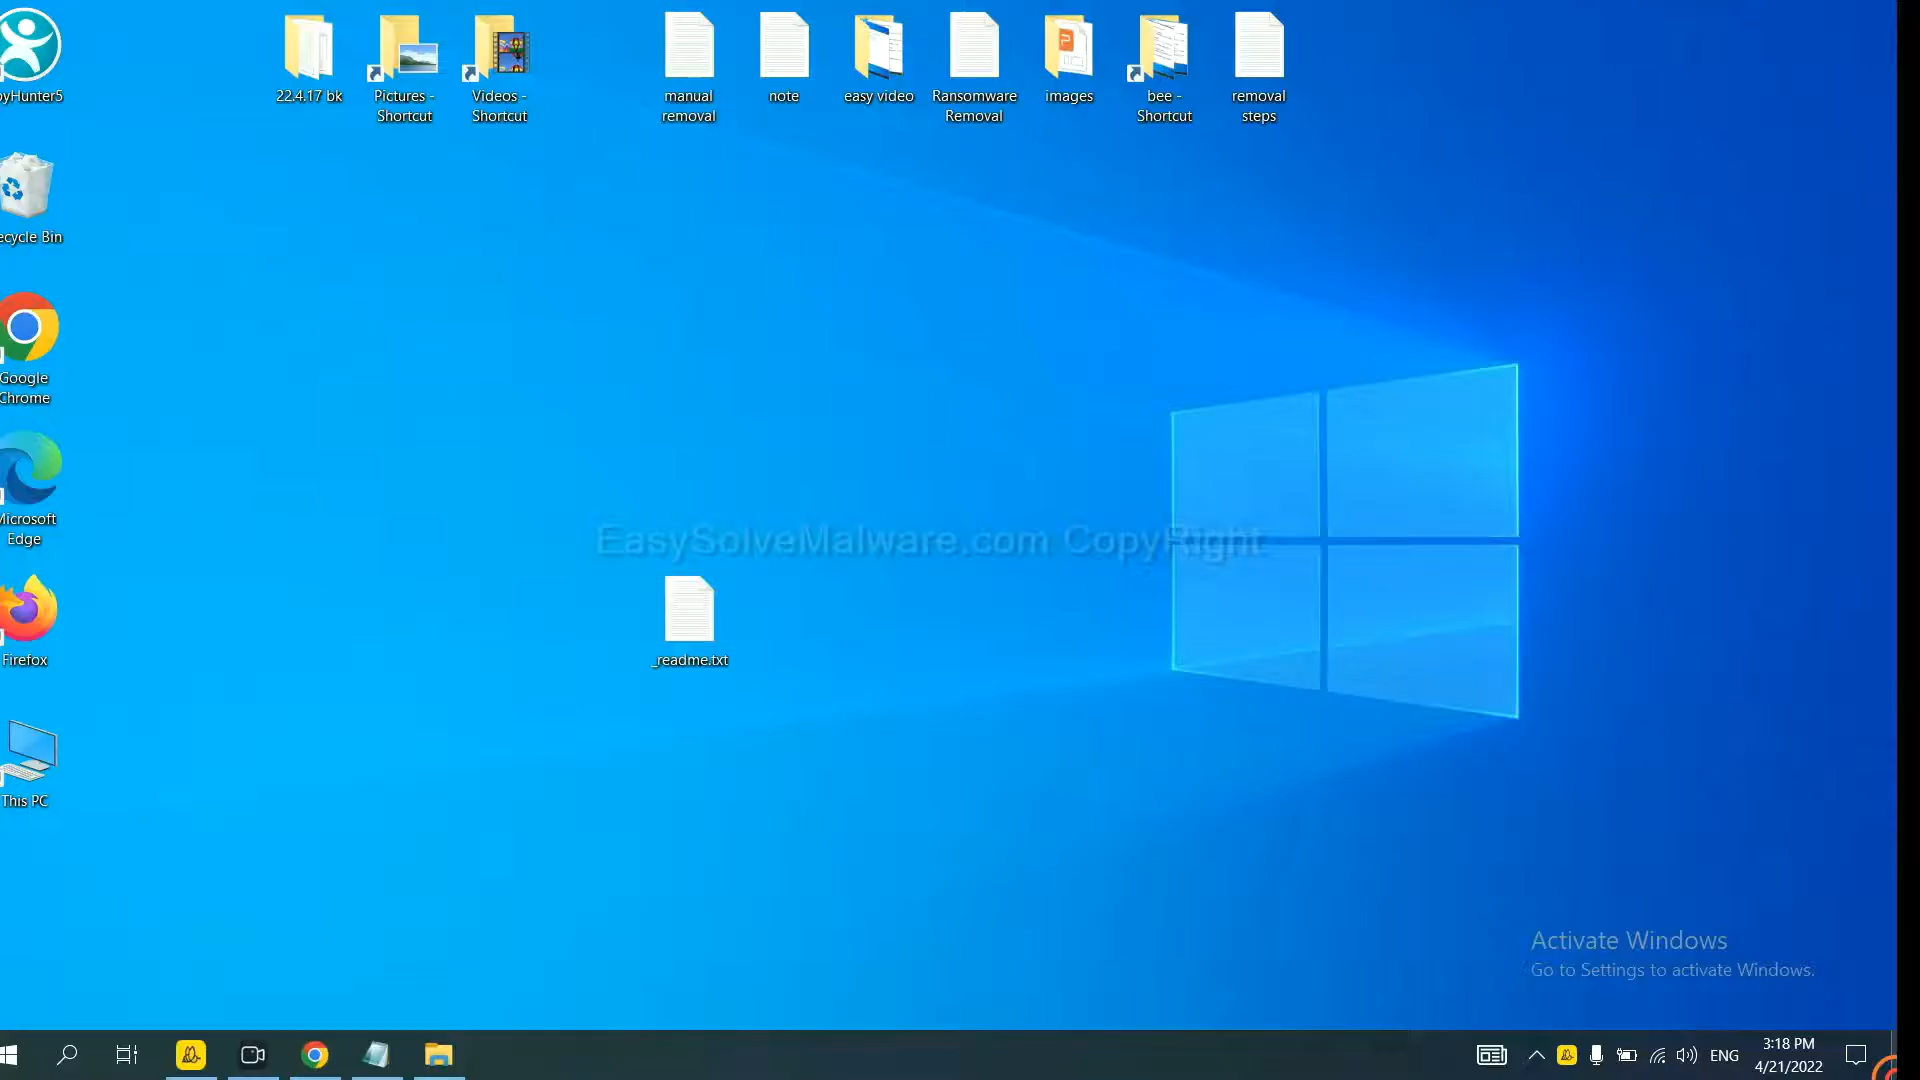 yHunter5
22.4.17 bk
Pictures -
Shortcut
Videos -
Shortcut
manual
removal
note
easy video
Ransomware
Removal
images
bee -
Shortcut
removal
steps
ecycle Bin
Google
Chrome
Microsoft
Edge
EasySolveMalware.com CopyRight
Firefox
_readme.txt
This PC
Activate Windows
Go to Settings to activate Windows.
ENG
3:18 PM
4/21/2022